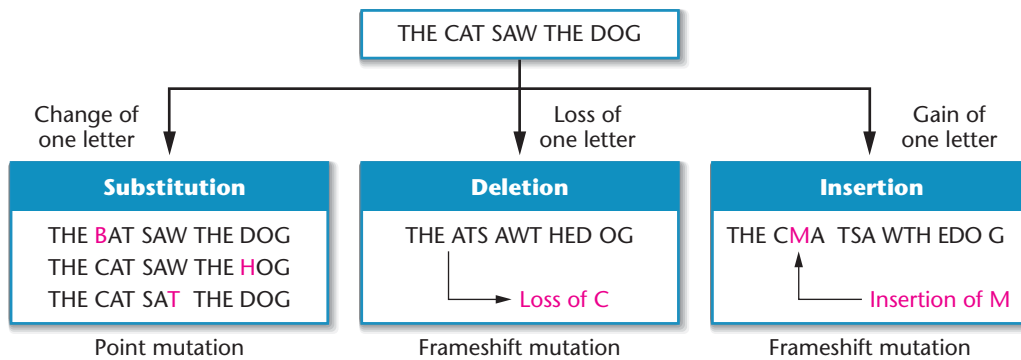 THE CAT SAW THE DOG
Change of
one letter
Loss of
one letter
Gain of
one letter
Substitution
THE BAT SAW THE DOG
THE CAT SAW THE HOG
THE CAT SAT THE DOG
Point mutation
Deletion
THE ATS AWT HED OG
Loss of C
Frameshift mutation
Insertion
THE CMA TSA WTH EDO G
Insertion of M
Frameshift mutation